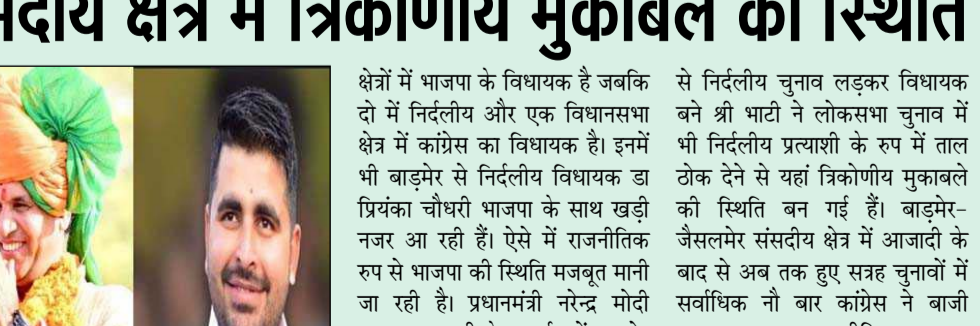 संसदीय क्षेत्र में त्रिकोणीय मुकाबले की स्थिति
क्षेत्रों में भाजपा के विधायक है जबकि
दो में निर्दलीय और एक विधानसभा
क्षेत्र में कांग्रेस का विधायक है। इनमें
भी बाड़मेर से निर्दलीय विधायक डा
प्रियंका चौधरी भाजपा के साथ खड़ी
नजर आ रही हैं। ऐसे में राजनीतिक
रुप से भाजपा की स्थिति मजबूत मानी
जा रही है। प्रधानमंत्री नरेन्द्र मोदी
से निर्दलीय चुनाव लड़कर विधायक
बने श्री भाटी ने लोकसभा चुनाव में
भी निर्दलीय प्रत्याशी के रुप में ताल
ठोक देने से यहां त्रिकोणीय मुकाबले
की स्थिति बन गई हैं। बाड़मेर-
जैसलमेर संसदीय क्षेत्र में आजादी के
बाद से अब तक हुए सत्रह चुनावों में
सर्वाधिक नौ बार कांग्रेस ने बाजी